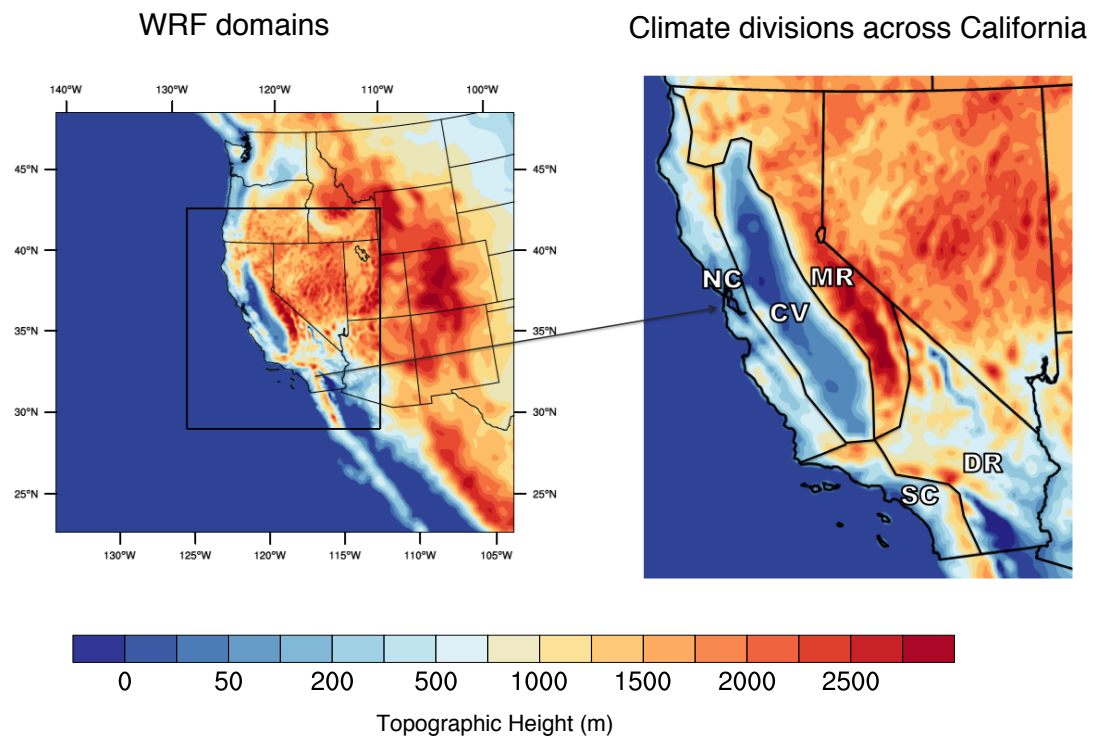 WRF domains
Climate divisions across California
140°W 130°W 120°W 110°W 100°W
45°N 45°N
40°N 40°N
35°N 35°N
30°N 30°N
25°N 25°N
130°W 125°W 120°W 115°W 110°W 105°W
NC MR
CV
DR
SC
0 50 200 500 1000 1500 2000 2500
Topographic Height (m)